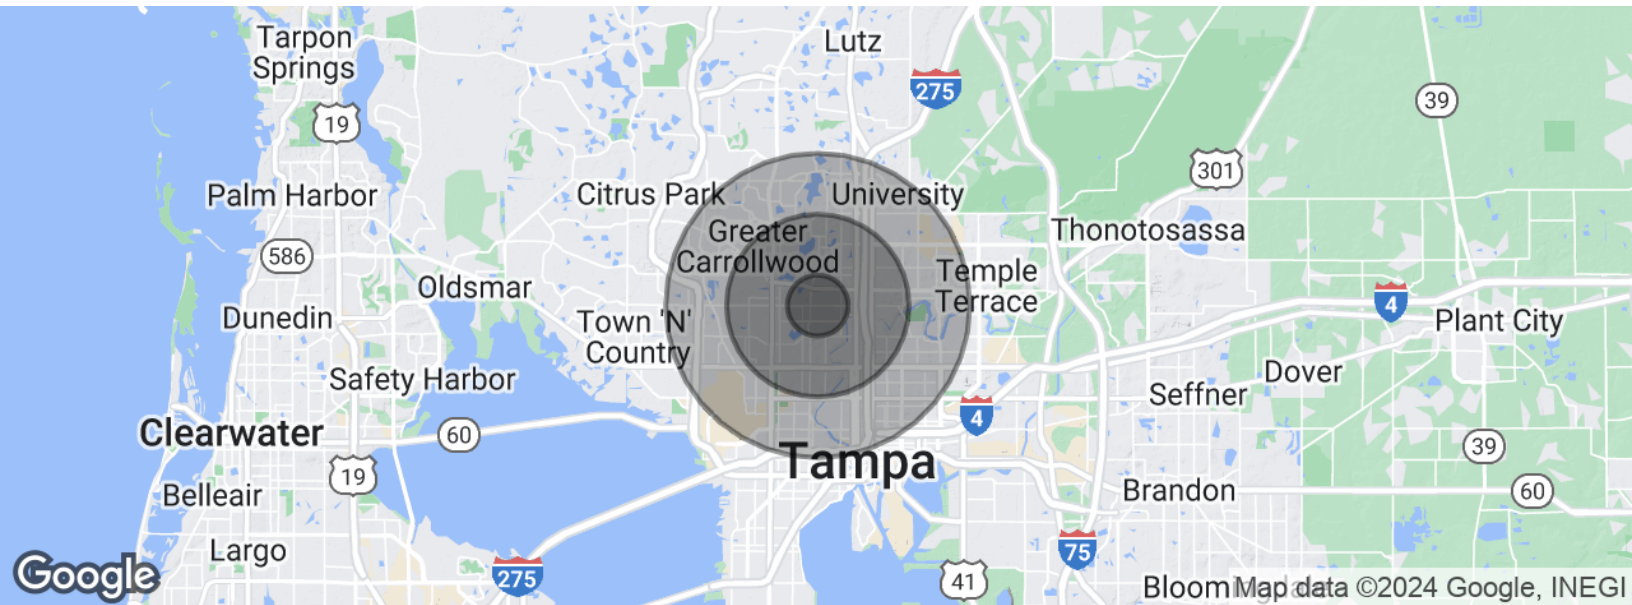 Tarpon
Springs
Lutz
275
19
39
301
Palm Harbor
Citrus Park
University
586
Greater
Carrollwood
Thonotosassa
Oldsmar
Temple
Terrace
4
Dunedin
Town 'N'
Country
Plant City
Safety Harbor
Dover
Seffner
Clearwater
60
4
39
19
Tampa
Belleair
Brandon
60
Largo
275
75
41
Google
Bloom
Map data ©2024 Google, INEGI